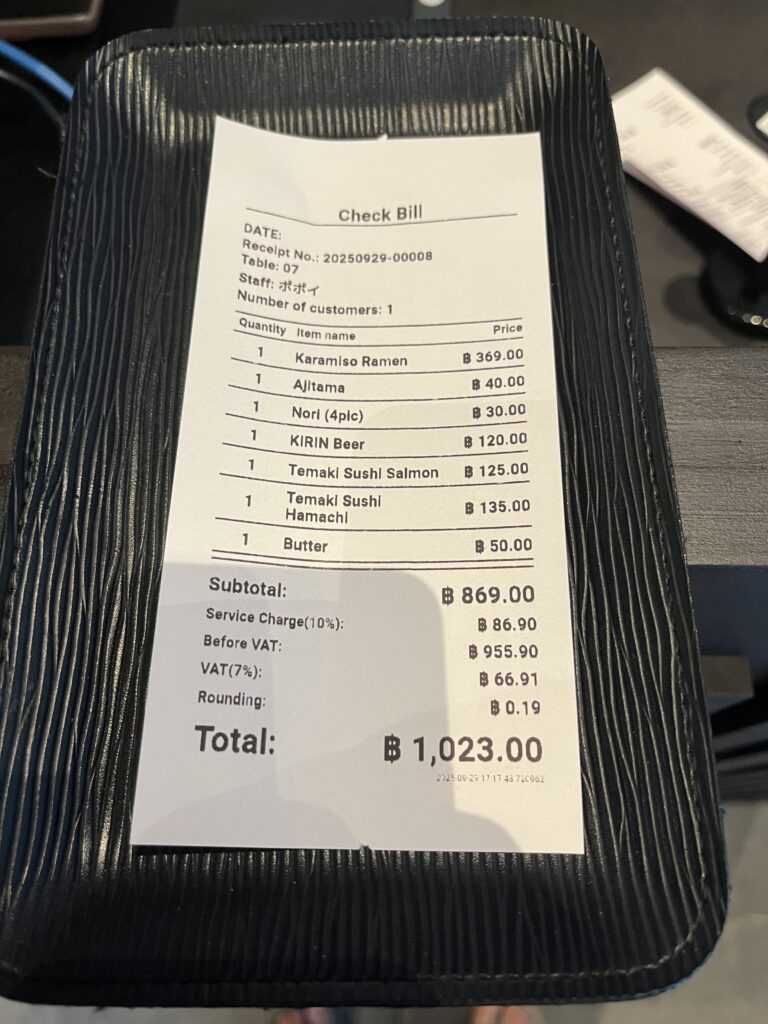 Check Bill
DATE:
Receipt No.: 20250929-00008
Table: 07
Staff: ポポイ
Number of customers: 1
Quantity Item name Price
1 Karamiso Ramen ฿ 369.00
1 Ajitama ฿ 40.00
1 Nori (4pic) ฿ 30.00
1 KIRIN Beer ฿ 120.00
1 Temaki Sushi Salmon ฿ 125.00
1 Temaki Sushi
Hamachi ฿ 135.00
1 Butter ฿ 50.00
Subtotal: ฿ 869.00
Service Charge(10%): ฿ 86.90
Before VAT: ฿ 955.90
VAT(7%): ฿ 66.91
Rounding: ฿ 0.19
Total: ฿ 1,023.00